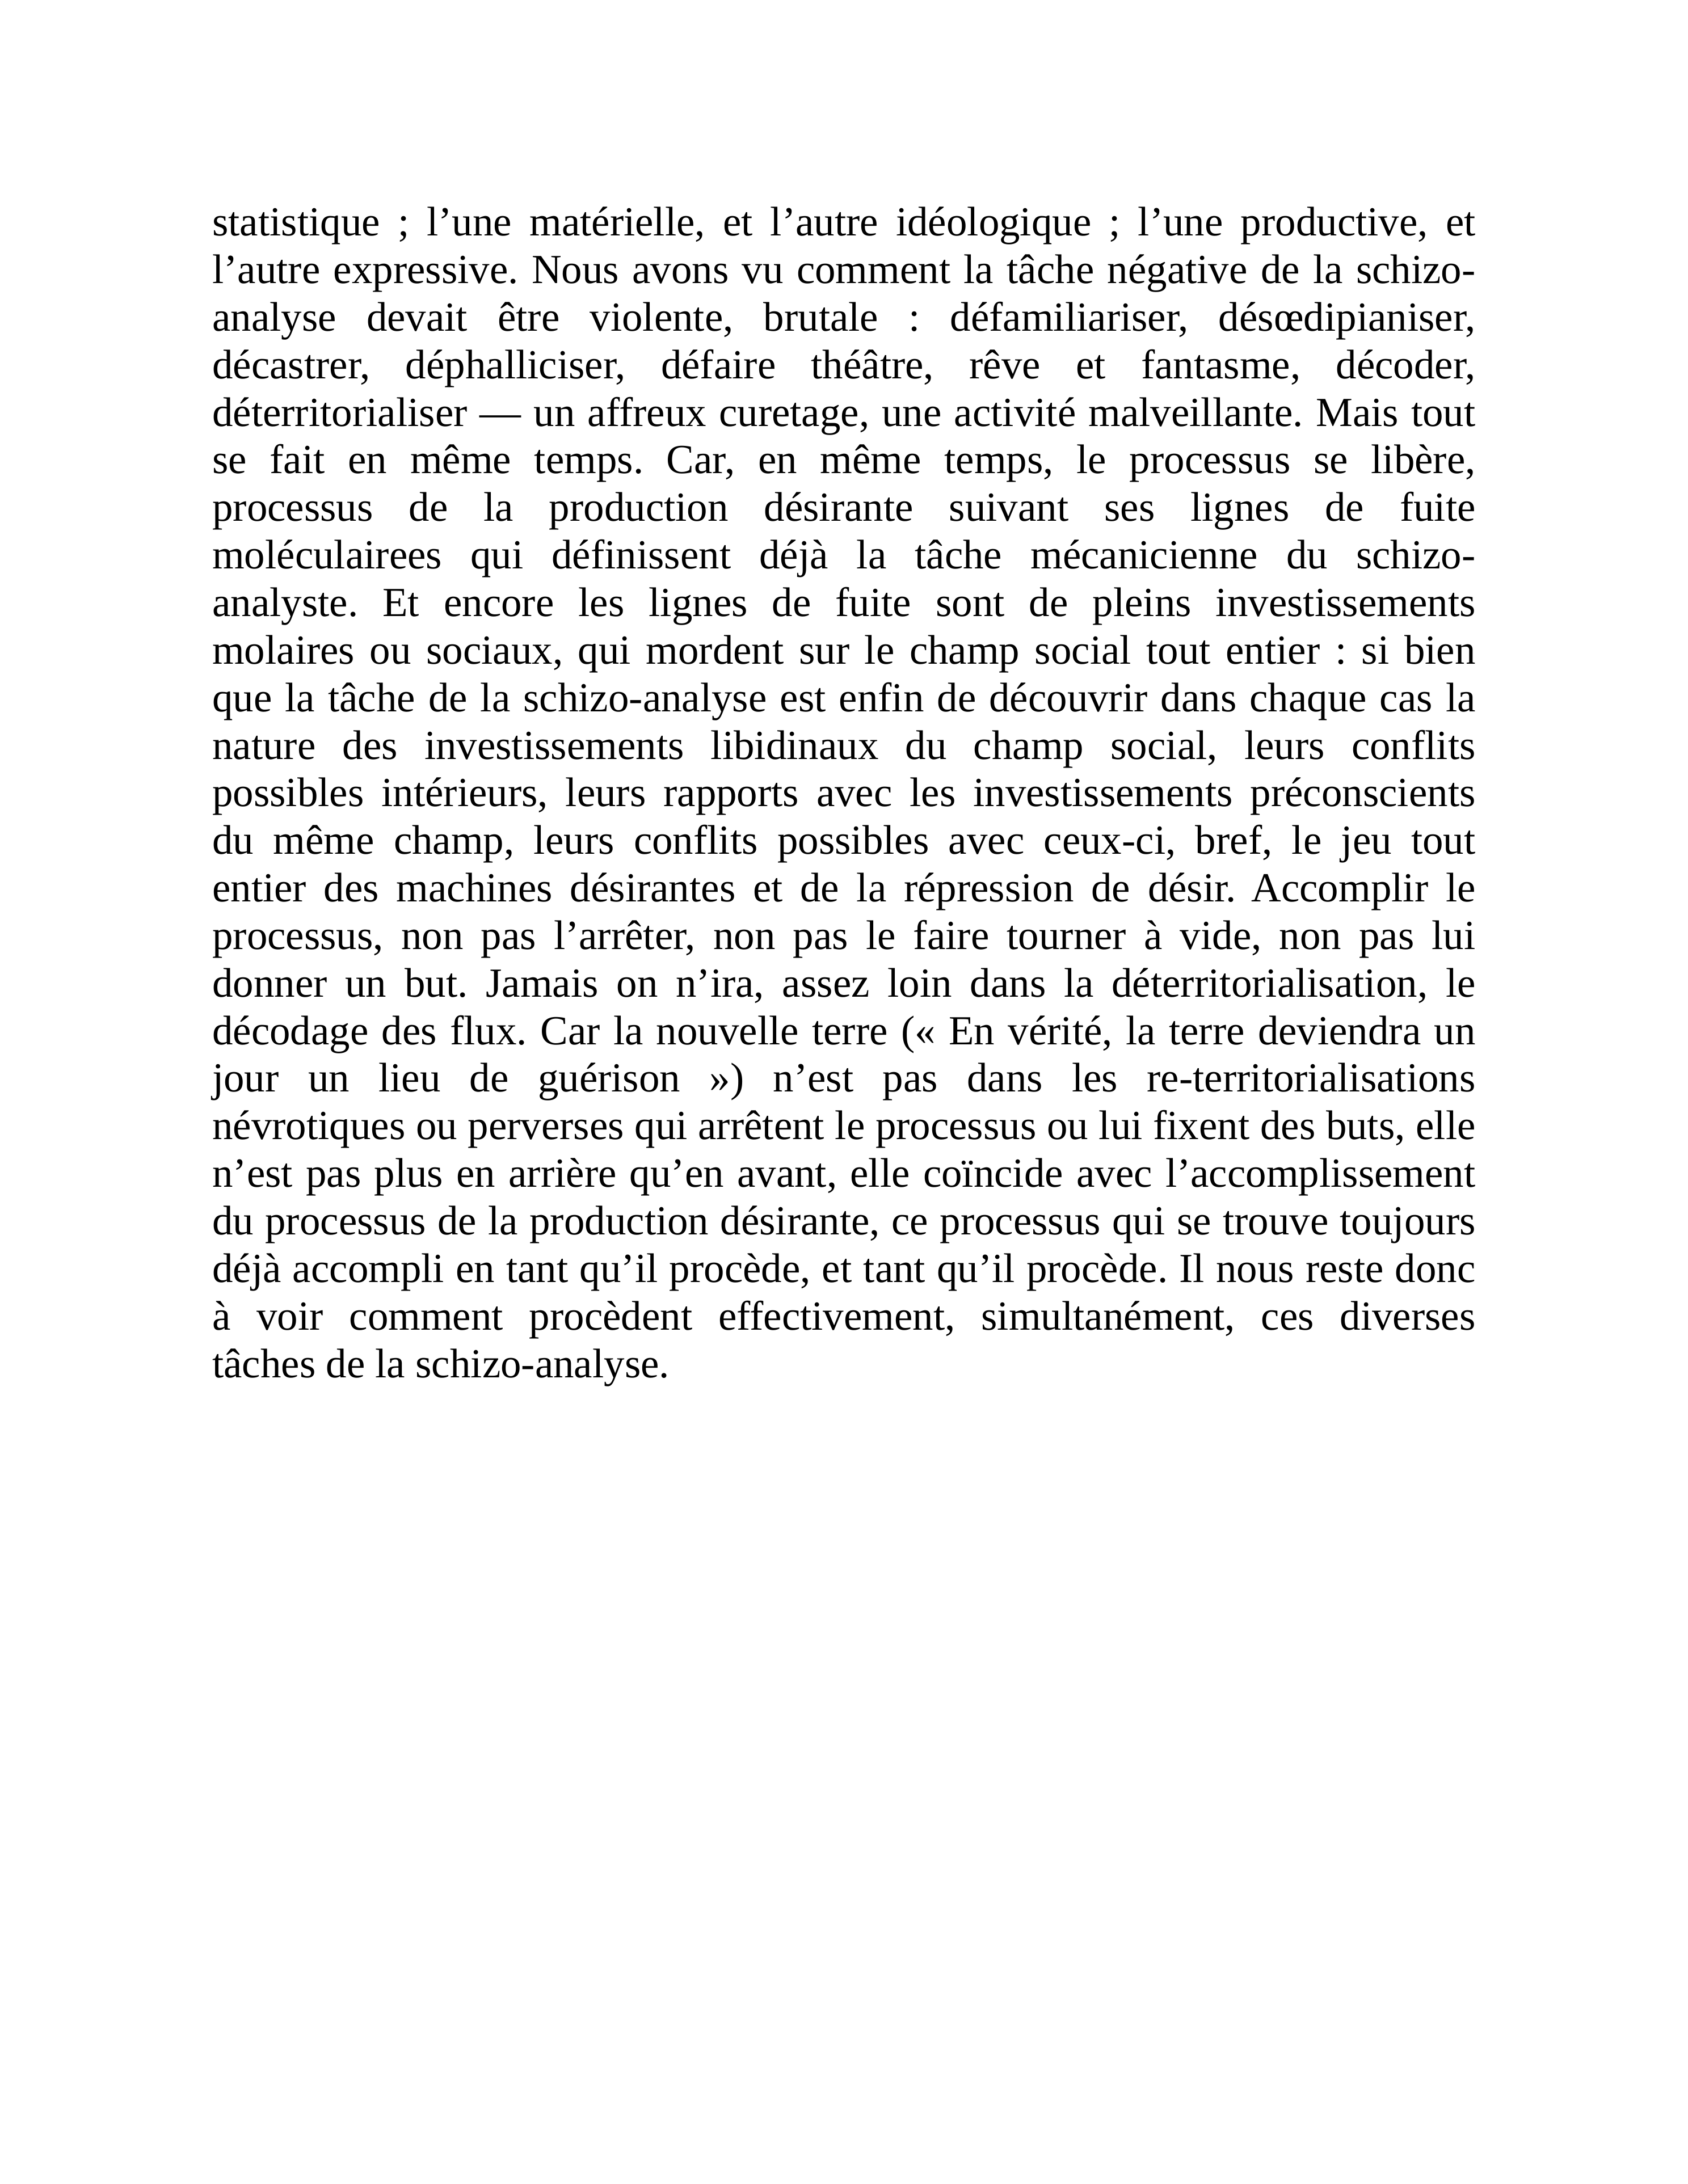 statistique ; l’une matérielle, et l’autre idéologique ; l’une productive, et
l’autre expressive. Nous avons vu comment la tâche négative de la schizo-
analyse devait être violente, brutale : défamiliariser, désœdipianiser,
décastrer, déphalliciser, défaire théâtre, rêve et fantasme, décoder,
déterritorialiser — un affreux curetage, une activité malveillante. Mais tout
se fait en même temps. Car, en même temps, le processus se libère,
processus de la production désirante suivant ses lignes de fuite
moléculairees qui définissent déjà la tâche mécanicienne du schizo-
analyste. Et encore les lignes de fuite sont de pleins investissements
molaires ou sociaux, qui mordent sur le champ social tout entier : si bien
que la tâche de la schizo-analyse est enfin de découvrir dans chaque cas la
nature des investissements libidinaux du champ social, leurs conflits
possibles intérieurs, leurs rapports avec les investissements préconscients
du même champ, leurs conflits possibles avec ceux-ci, bref, le jeu tout
entier des machines désirantes et de la répression de désir. Accomplir le
processus, non pas l’arrêter, non pas le faire tourner à vide, non pas lui
donner un but. Jamais on n’ira, assez loin dans la déterritorialisation, le
décodage des flux. Car la nouvelle terre (« En vérité, la terre deviendra un
jour un lieu de guérison ») n’est pas dans les re-territorialisations
névrotiques ou perverses qui arrêtent le processus ou lui fixent des buts, elle
n’est pas plus en arrière qu’en avant, elle coïncide avec l’accomplissement
du processus de la production désirante, ce processus qui se trouve toujours
déjà accompli en tant qu’il procède, et tant qu’il procède. Il nous reste donc
à voir comment procèdent effectivement, simultanément, ces diverses
tâches de la schizo-analyse.